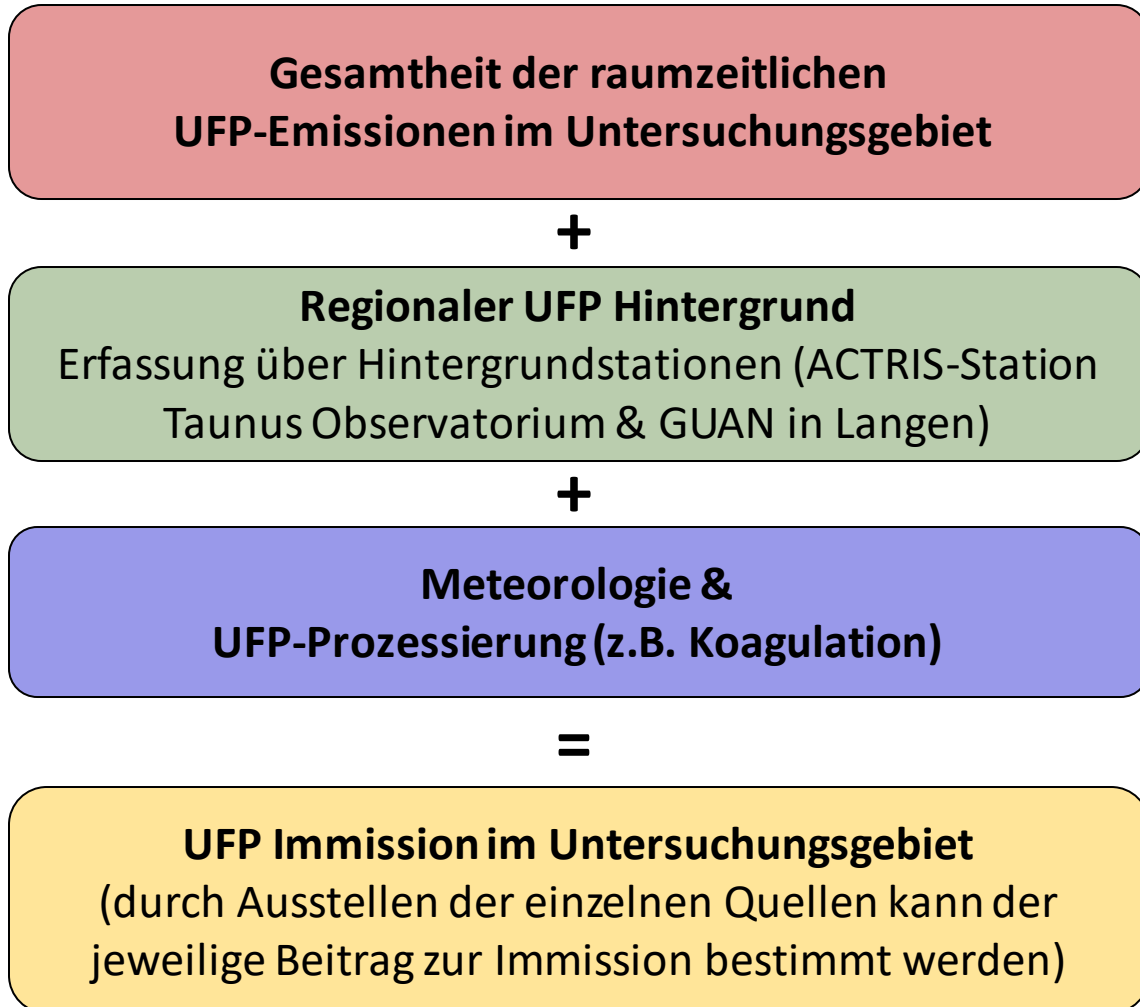 Gesamtheit der raumzeitlichen
UFP-Emissionen im Untersuchungsgebiet
+
Regionaler UFP Hintergrund
Erfassung über Hintergrundstationen (ACTRIS-Station
Taunus Observatorium & GUAN in Langen)
+
Meteorologie &
UFP-Prozessierung (z.B. Koagulation)
=
UFP Immission im Untersuchungsgebiet
(durch Ausstellen der einzelnen Quellen kann der
jeweilige Beitrag zur Immission bestimmt werden)